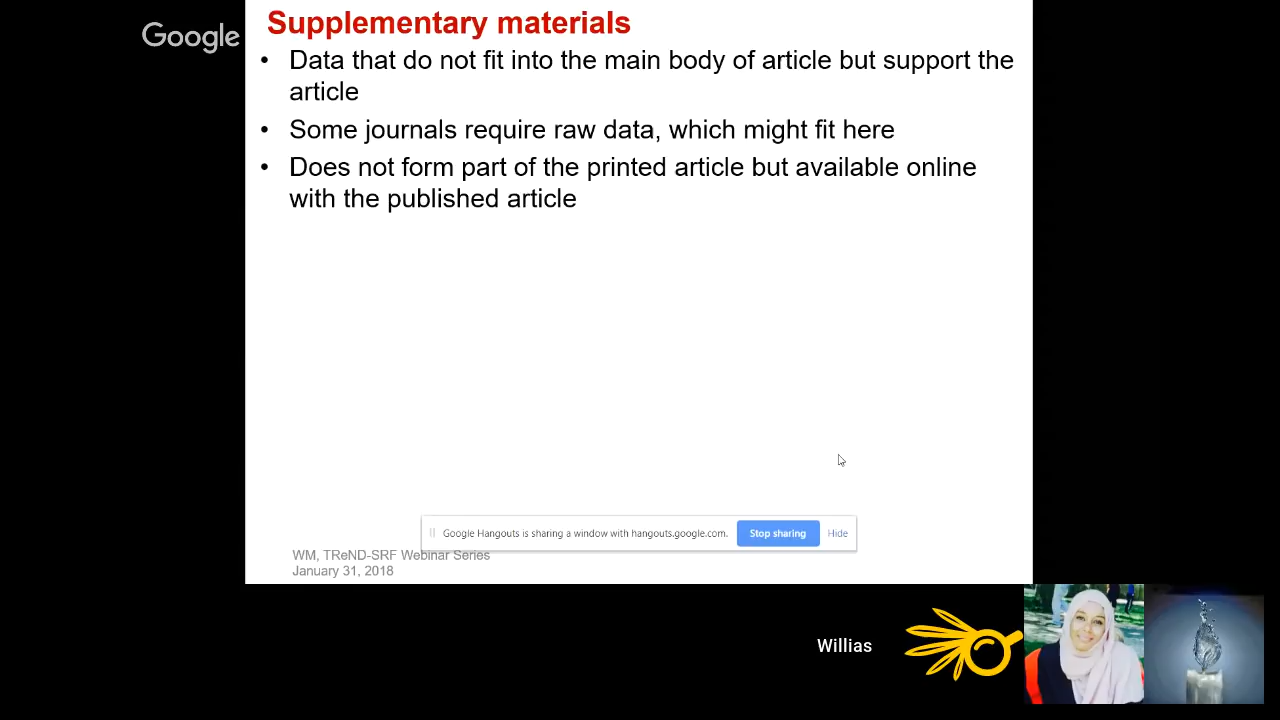 Google
Supplementary materials
• Data that do not fit into the main body of article but support the
article
• Some journals require raw data, which might fit here
• Does not form part of the printed article but available online
with the published article
Google Hangouts is sharing a window with hangouts.google.com.
Stop sharing
Hide
WM, TReND-SRF Webinar Series
January 31, 2018
Willias